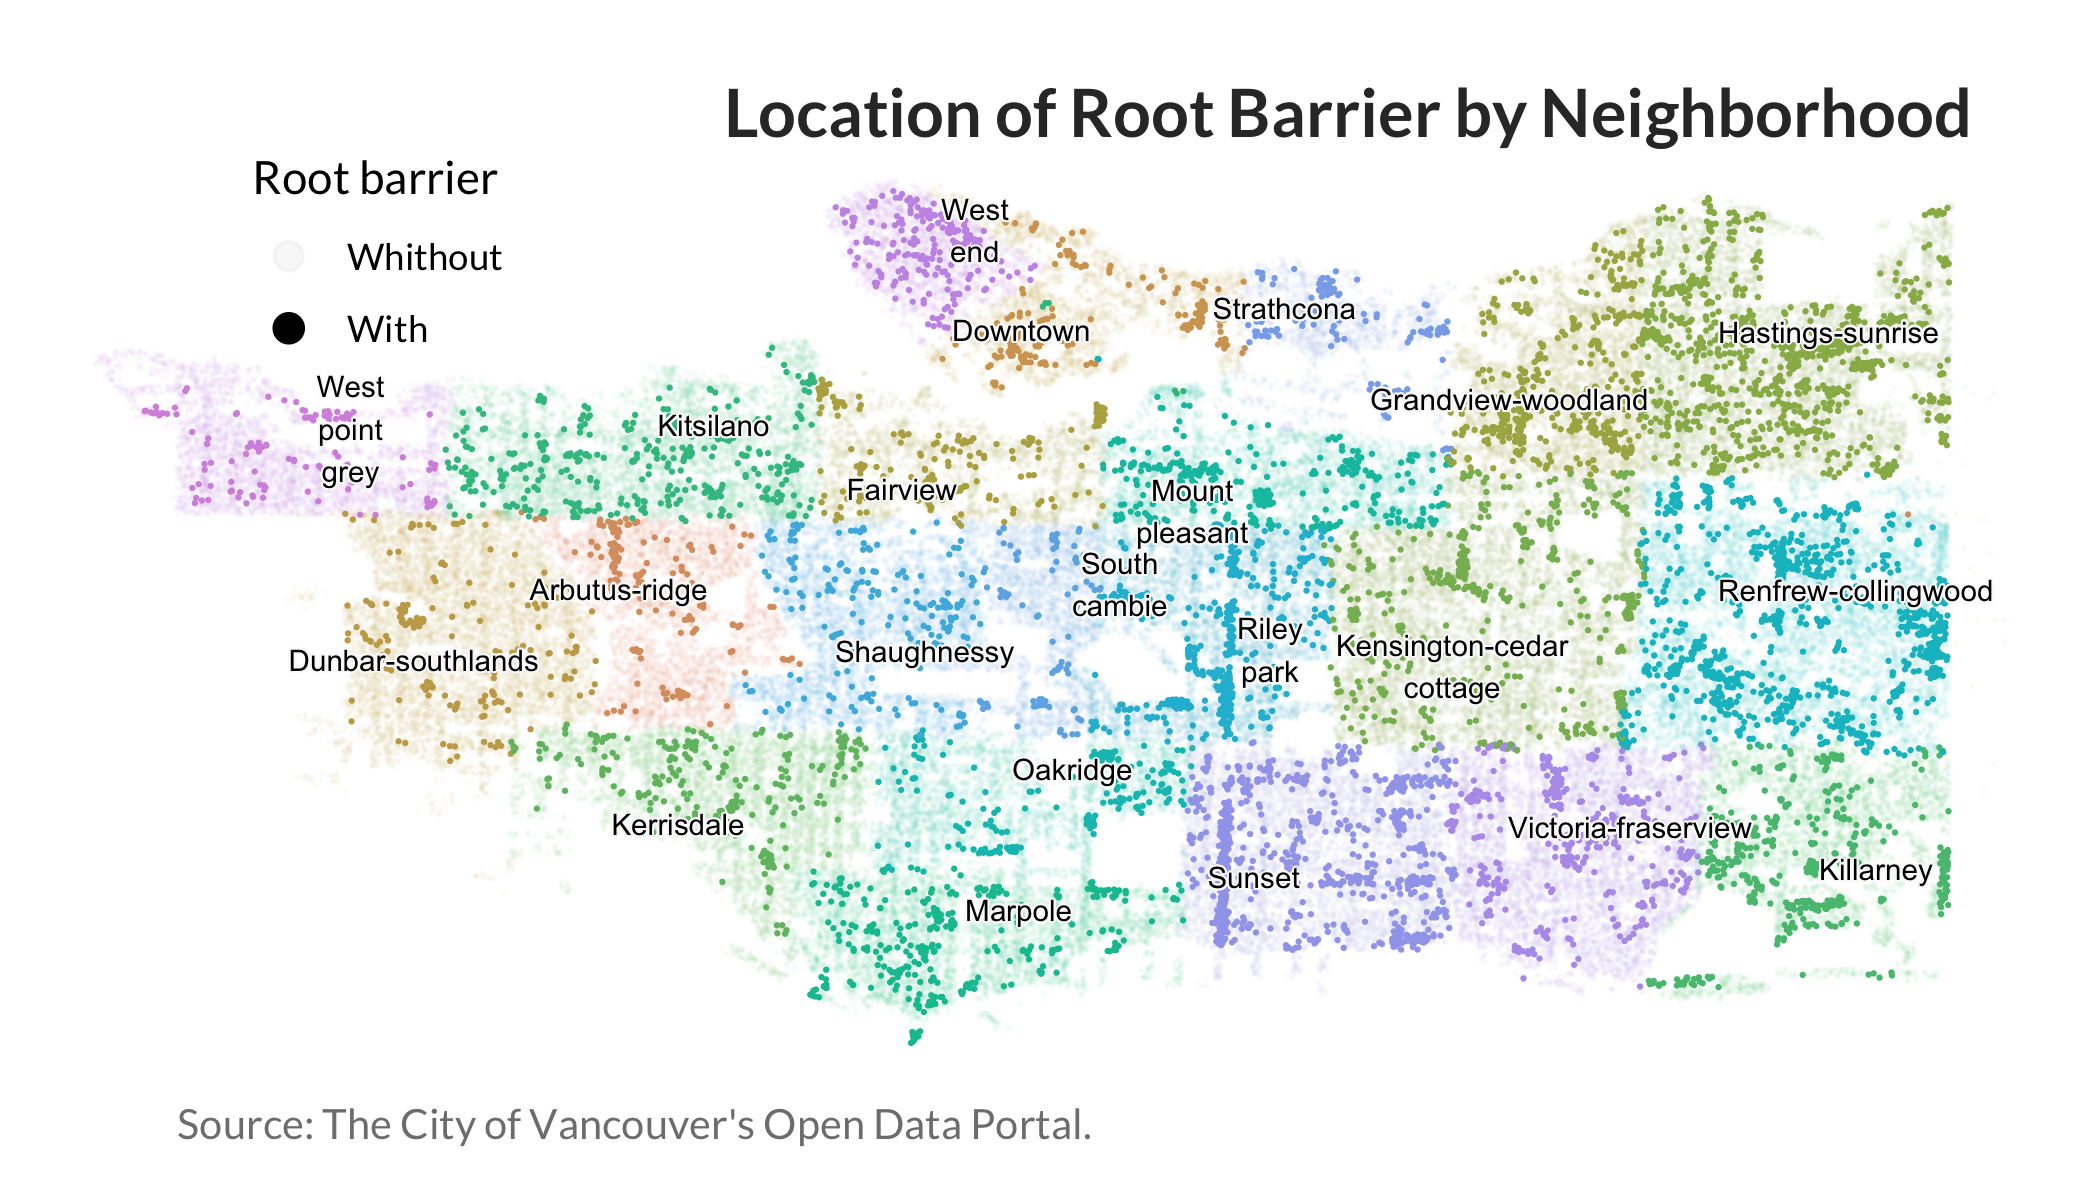 Location of Root Barrier by Neighborhood
Root barrier
Whithout
With
West
end
Strathcona
Downtown
Hastings-sunrise
West
point
grey
Grandview-woodland
Kitsilano
Fairview
Mount
pleasant
South
cambie
Arbutus-ridge
Renfrew-collingwood
Riley
park
Shaughnessy
Kensington-cedar
cottage
Dunbar-southlands
Oakridge
Kerrisdale
Victoria-fraserview
Killarney
Sunset
Marpole
Source: The City of Vancouver's Open Data Portal.